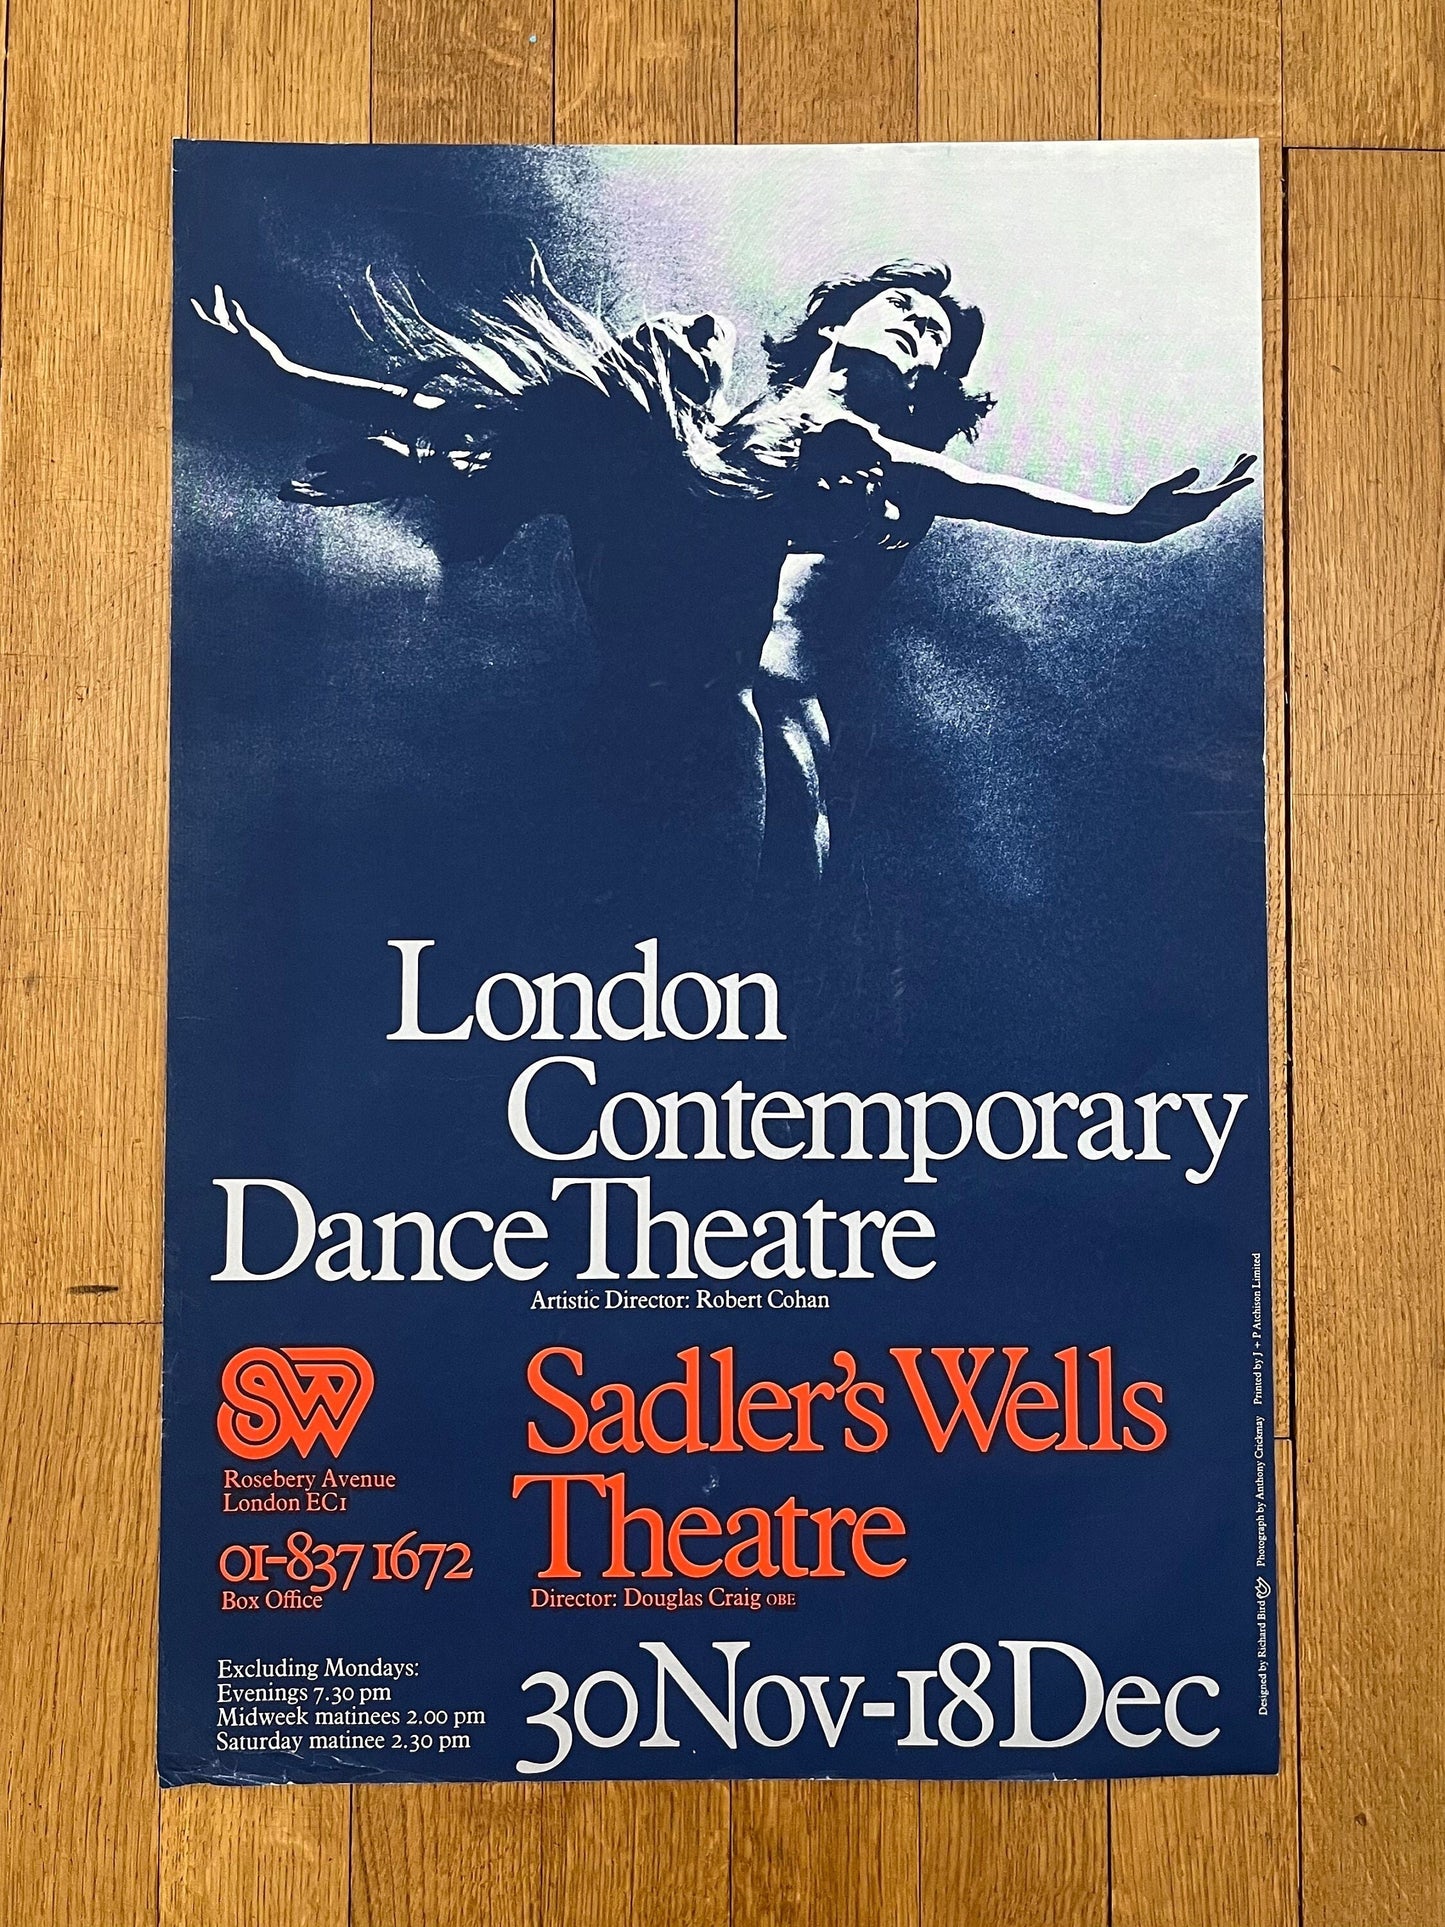 London
Contemporary
Dance Theatre
Artistic Director: Robert Cohan
SW
Rosebery Avenue
London EC1
01-837 1672
Box Office
Sadler's Wells
Theatre
Director: Douglas Craig OBE
Excluding Mondays:
Evenings 7.30 pm
Midweek matinees 2.00 pm
Saturday matinee 2.30 pm
30 Nov-18 Dec
Designed by Richard Bird Photograph by Anthony Crickmay Printed by J + P Atchison Limited